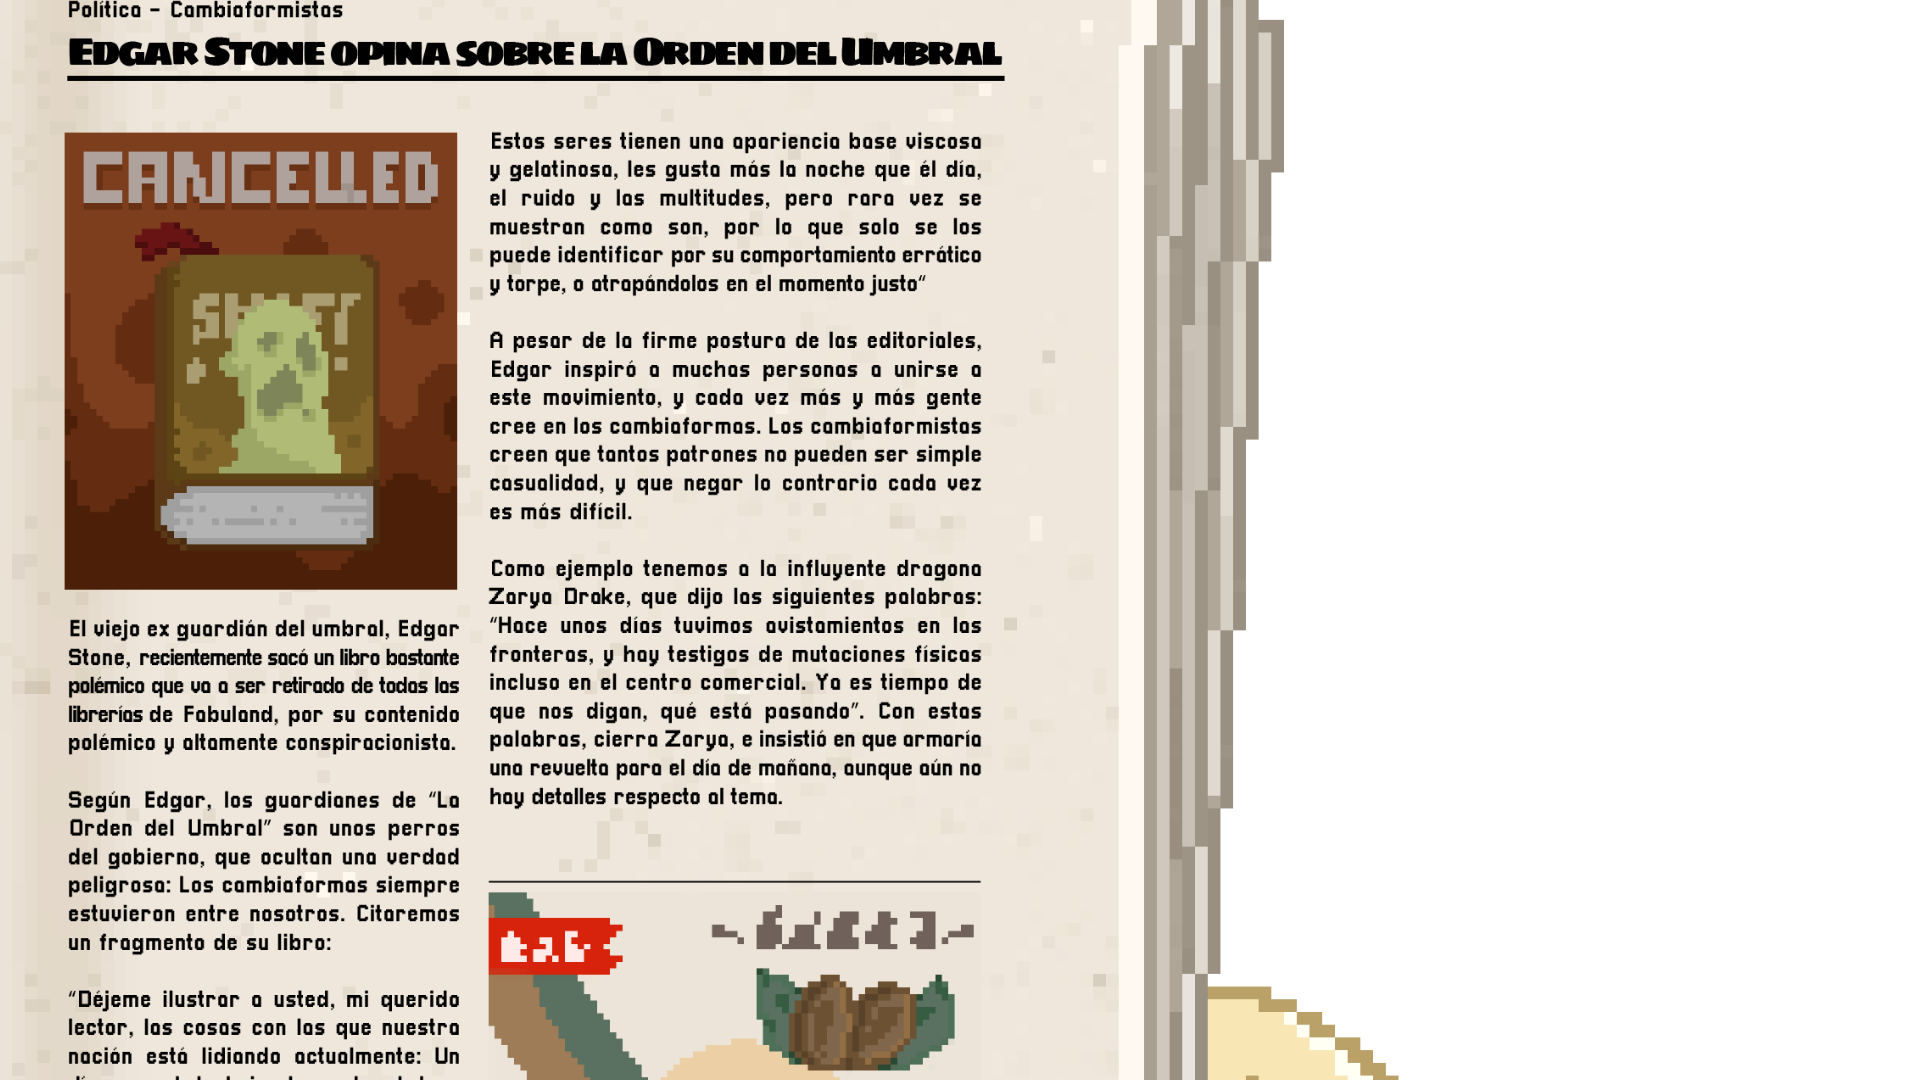 Política - Cambiaformistas
Edgar Stone opina sobre la Orden del Umbral
CANCELLED
El viejo ex guardián del umbral, Edgar
Stone, recientemente sacó un libro bastante
polémico que va a ser retirado de todas las
librerías de Fabuland, por su contenido
polémico y altamente conspiracionista.
Según Edgar, los guardianes de “La
Orden del Umbral” son unos perros
del gobierno, que ocultan una verdad
peligrosa: Los cambiaformas siempre
estuvieron entre nosotros. Citaremos
un fragmento de su libro:
“Déjeme ilustrar a usted, mi querido
lector, las cosas con las que nuestra
nación está lidiando actualmente: Un
Estos seres tienen una apariencia base viscosa
y gelatinosa, les gusta más la noche que él día,
el ruido y las multitudes, pero rara vez se
muestran como son, por lo que solo se los
puede identificar por su comportamiento errático
y torpe, o atrapándolos en el momento justo”
A pesar de la firme postura de las editoriales,
Edgar inspiró a muchas personas a unirse a
este movimiento, y cada vez más y más gente
cree en los cambiaformas. Los cambiaformistas
creen que tantos patrones no pueden ser simple
casualidad, y que negar lo contrario cada vez
es más difícil.
Como ejemplo tenemos a la influyente dragona
Zarya Drake, que dijo las siguientes palabras:
“Hace unos días tuvimos avistamientos en las
fronteras, y hay testigos de mutaciones físicas
incluso en el centro comercial. Ya es tiempo de
que nos digan, qué está pasando”. Con estas
palabras, cierra Zarya, e insistió en que armaría
una revuelta para el día de mañana, aunque aún no
hay detalles respecto al tema.